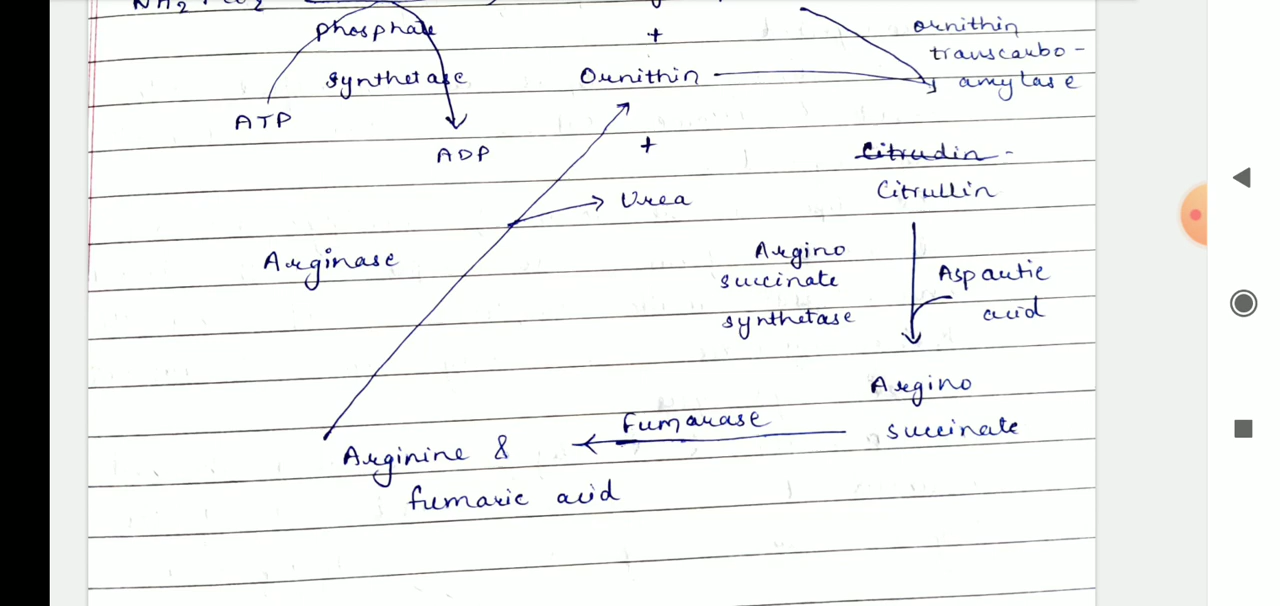 phosphate
synthetase
ATP
ADP
+
Ornithin
+
Urea
ornithin
transcarbo-
amylase
Citrudin -
Citrullin
Arginase
Argino
succinate
synthetase
Aspartic
acid
Argino
succinate
Fumarase
Arginine &
fumaric acid